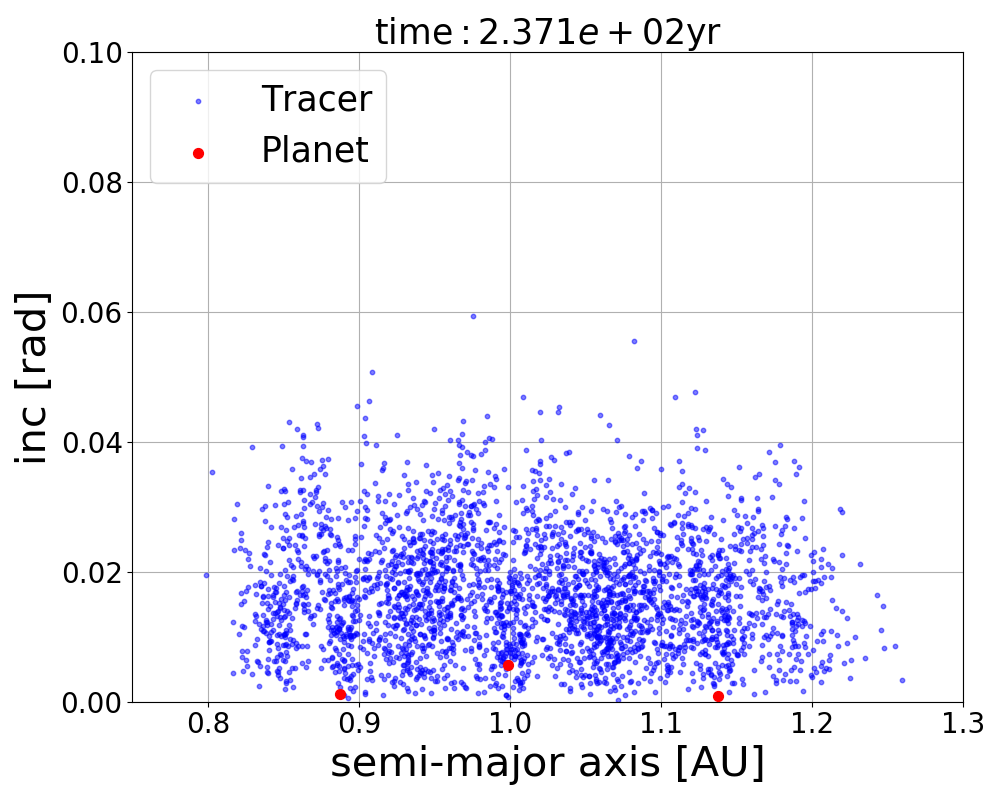 time : 2.371e + 02yr
0.10
0.08
0.06
0.04
0.02
0.00
Tracer
Planet
inc [rad]
0.8 0.9 1.0 1.1 1.2 1.3
semi-major axis [AU]